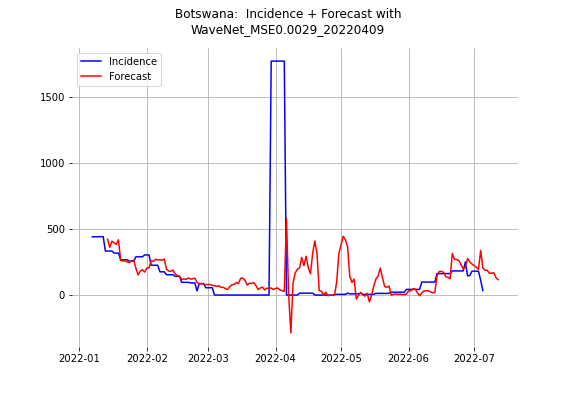 Botswana:  Incidence + Forecast with
WaveNet_MSE0.0029_20220409
Incidence
Forecast
1500
1000
500
0
2022-01
2022-02
2022-03
2022-04
2022-05
2022-06
2022-07